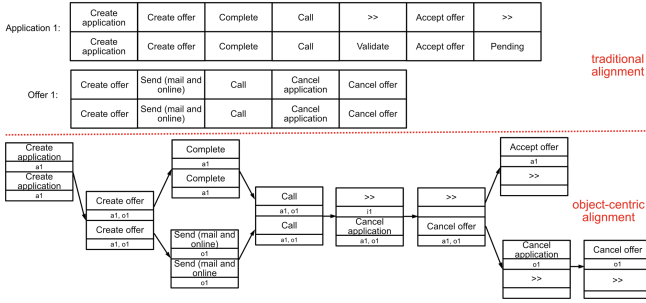 Application 1:
Create application
Create offer
Complete
Call
>>
Accept offer
>>
Create application
Create offer
Complete
Call
Validate
Accept offer
Pending
traditional
alignment
Offer 1:
Create offer
Send (mail and online)
Call
Cancel application
Cancel offer
Create offer
Send (mail and online)
Call
Cancel application
Cancel offer
Create application
a1
Create application
a1
Create offer
a1, o1
Create offer
a1, o1
Complete
a1
Complete
a1
Send (mail and online)
o1
Send (mail and online
o1
Call
a1, o1
Call
a1, o1
>>
i1
Cancel application
a1, o1
>>
Cancel offer
a1, o1
Accept offer
a1
>>
object-centric
alignment
Cancel application
o1
>>
Cancel offer
o1
>>